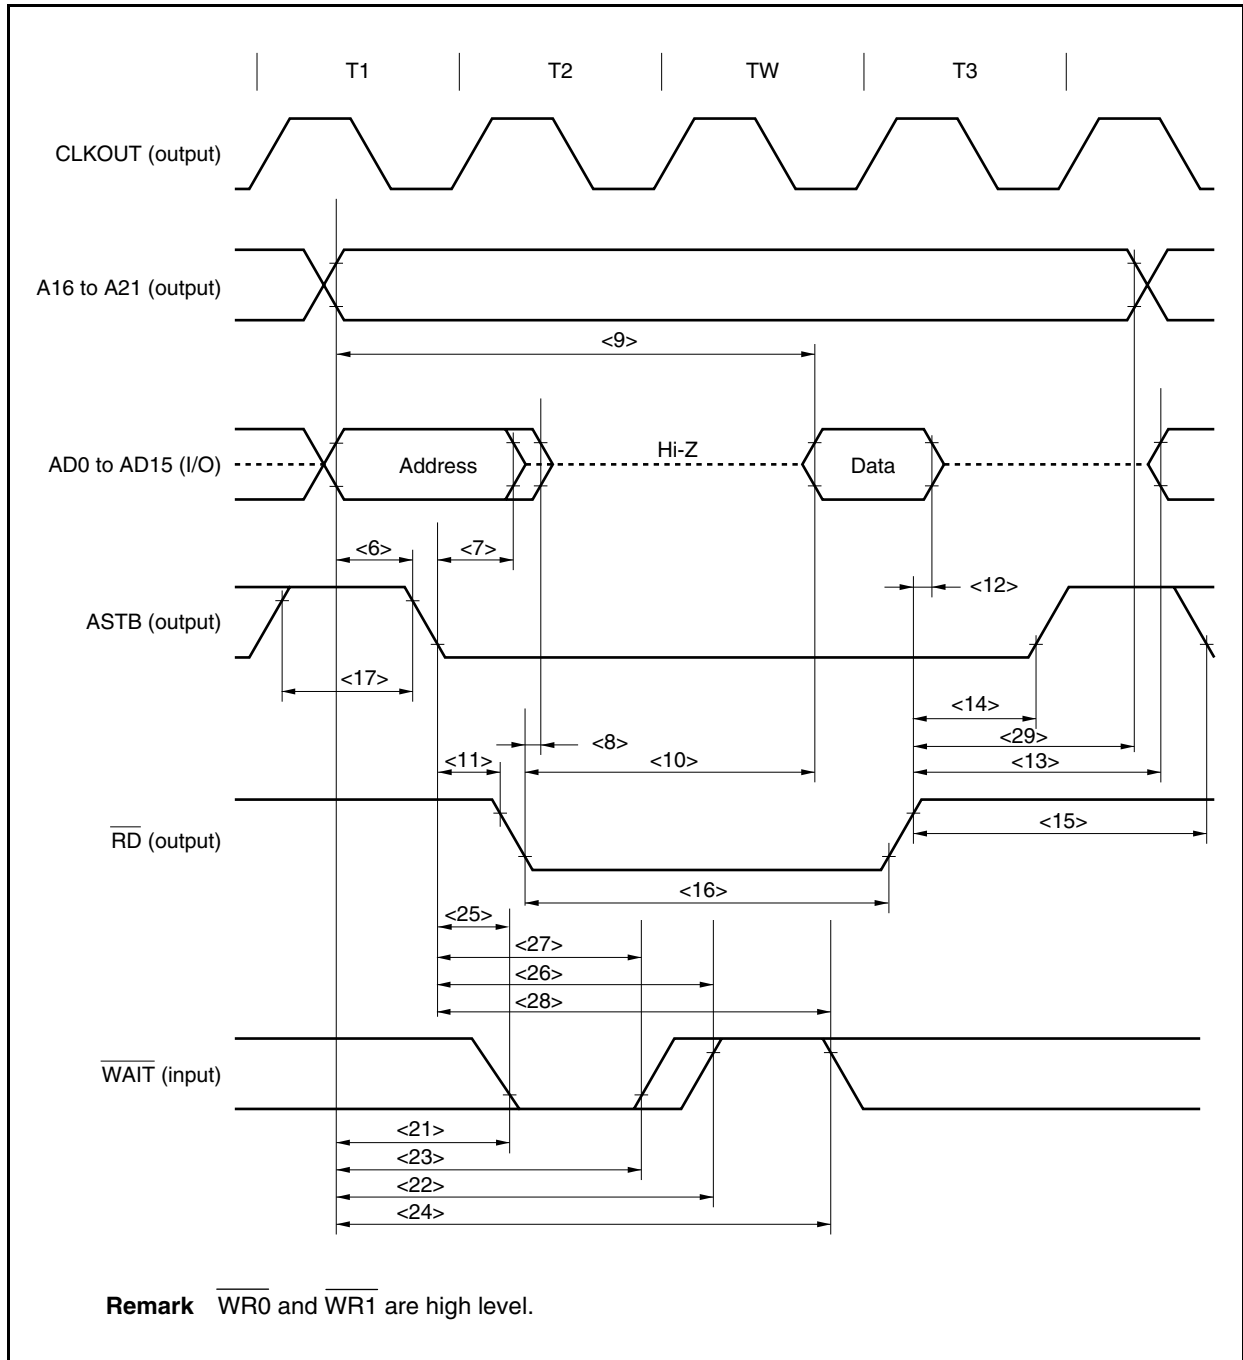 T1 T2 TW T3
CLKOUT (output)
A16 to A21 (output)
<9>
AD0 to AD15 (I/O)
Address
Hi-Z
Data
<6> <7>
<12>
ASTB (output)
<17>
<14>
<8>
<29>
<11>
<10>
<13>
<15>
RD (output)
<16>
<25>
<27>
<26>
<28>
WAIT (input)
<21>
<23>
<22>
<24>
Remark WR0 and WR1 are high level.